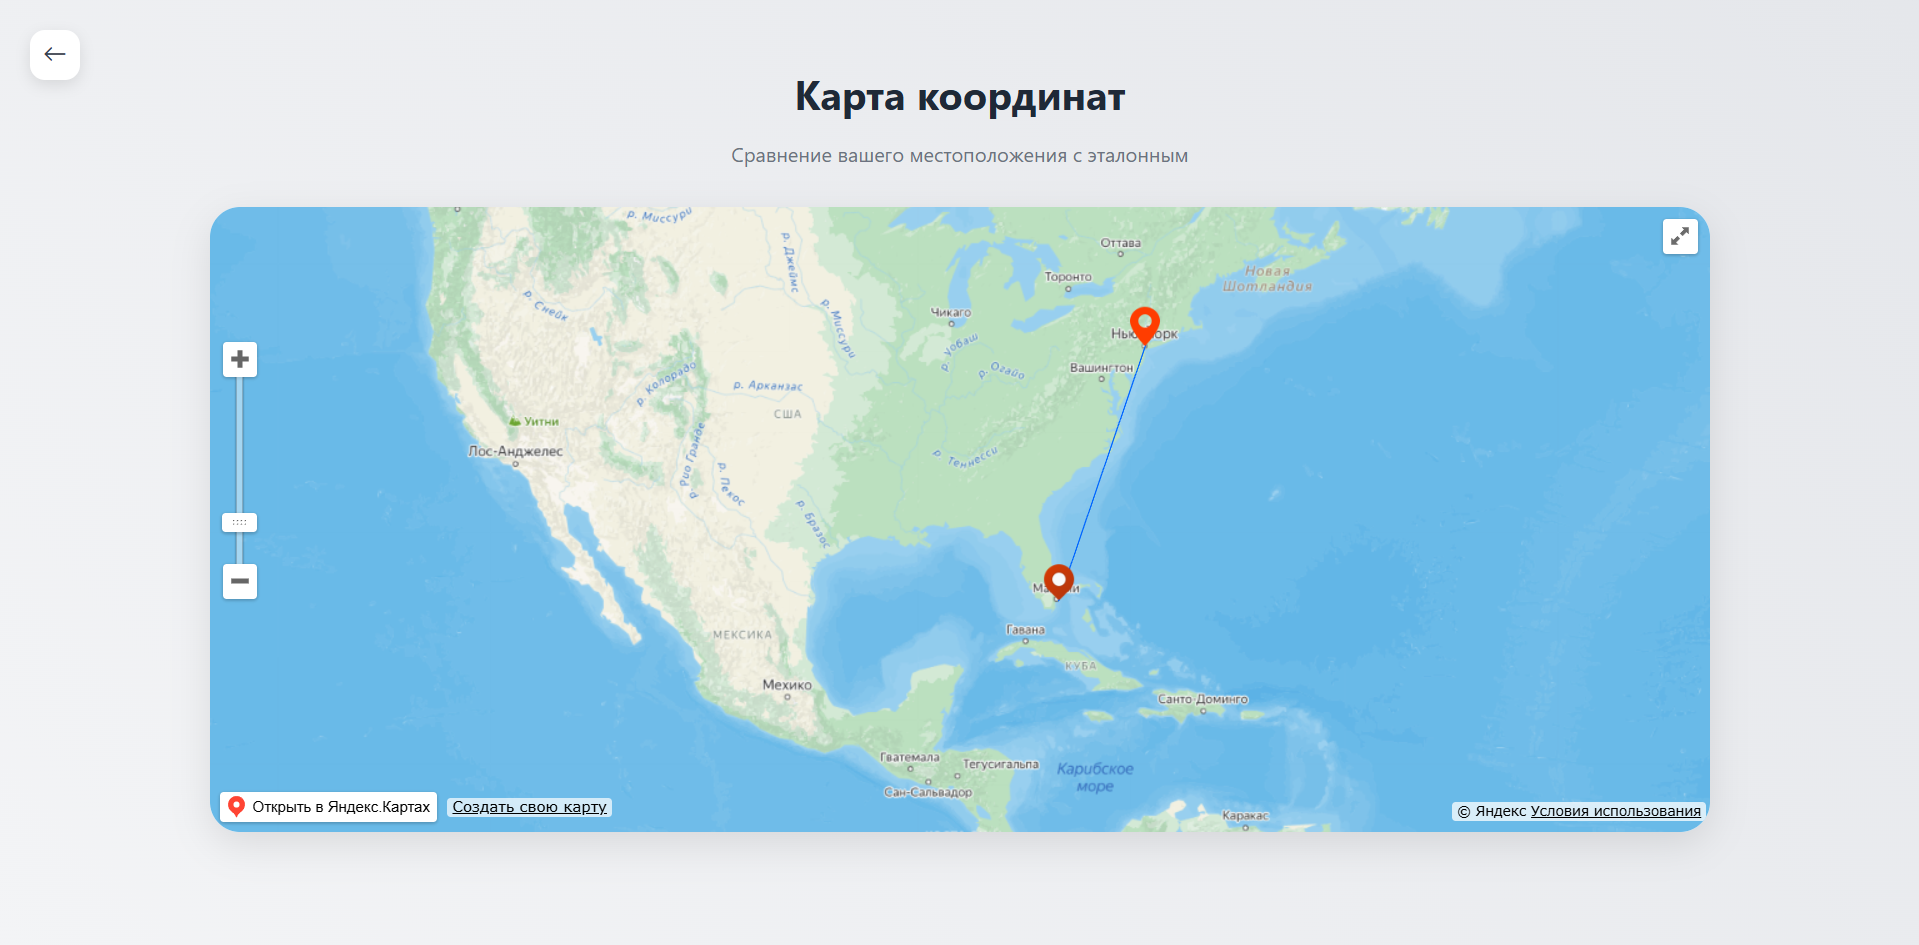 Карта координат
Сравнение вашего местоположения с эталонным
р. Миссури
р. Джеймс
Оттава
Торонто
Новая
Шотландия
р. Снейк
р. Миссури
Чикаго
Нью-Йорк
р. Уобаш
р. Огайо
Вашингтон
р. Колорадо
р. Арканзас
США
Уитни
Лос-Анджелес
р. Рио Гранде
р. Пекос
р. Теннесси
р. Бразос
Гавана
МЕКСИКА
КУБА
Мехико
Санто-Доминго
Гватемала
Тегусигальпа
Карибское
море
Сан-Сальвадор
Открыть в Яндекс.Картах
Создать свою карту
© Яндекс Условия использования
Каракас